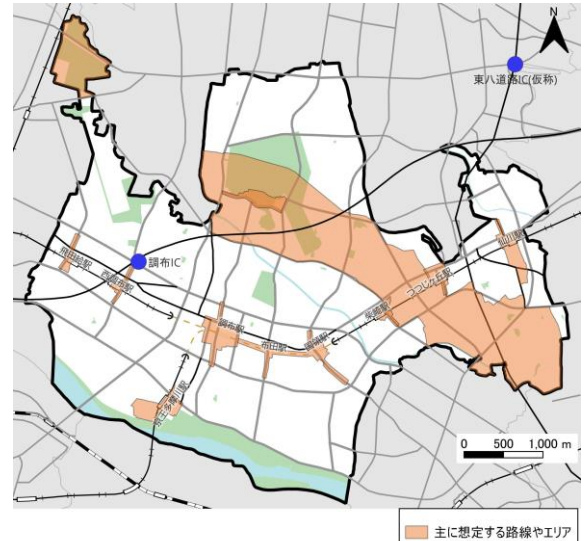 N
東八道路IC(仮称)
仙川駅
調布IC
飛田給駅
西調布駅
つつじヶ丘駅
柴崎駅
国領駅
調布駅
布田駅
京王多摩川駅
0 500 1,000 m
主に想定する路線やエリア